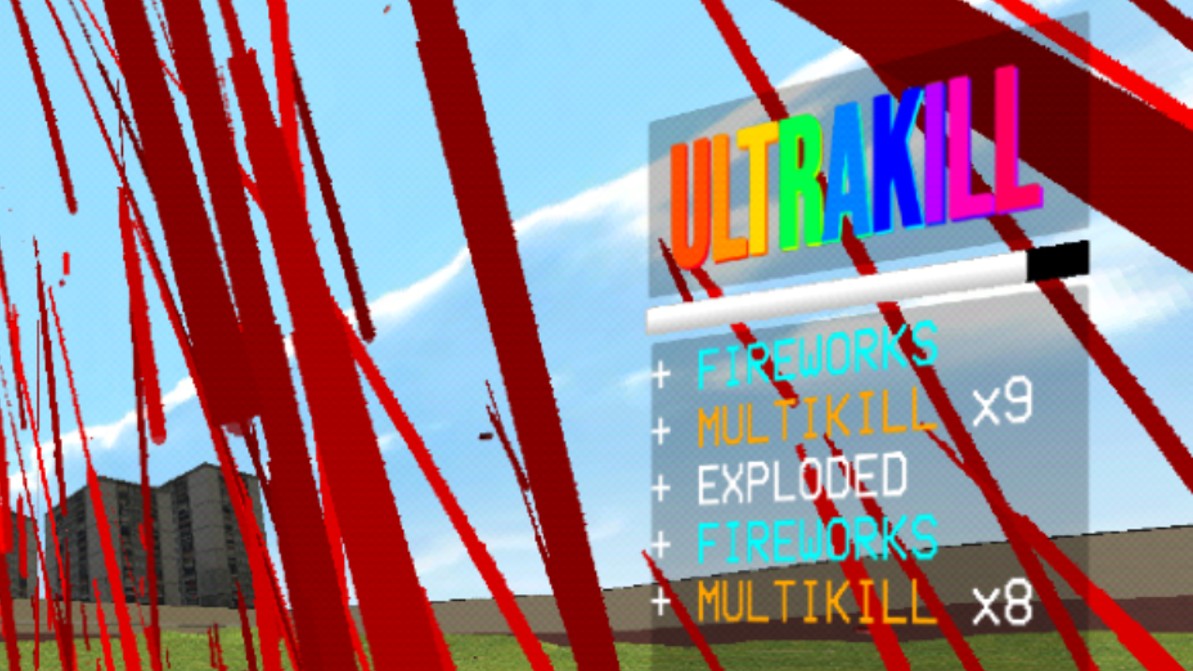 ULTRAKILL
+ FIREWORKS
+ MULTIKILL x9
+ EXPLODED
+ FIREWORKS
+ MULTIKILL x8